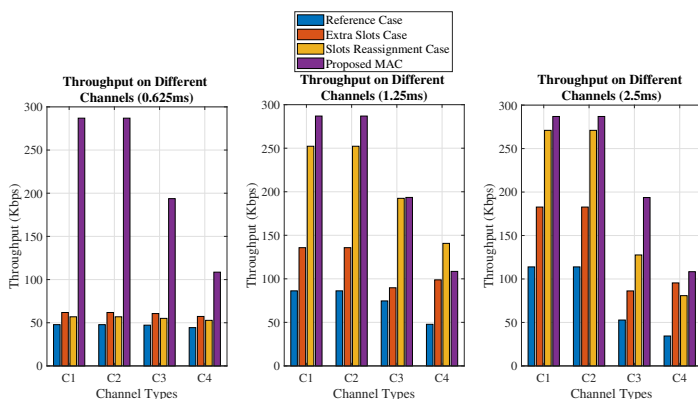 Reference Case
Extra Slots Case
Slots Reassignment Case
Proposed MAC
Throughput on Different
Channels (0.625ms)
300
250
200
150
100
50
0
Throughput (Kbps)
C1 C2 C3 C4
Channel Types
Throughput on Different
Channels (1.25ms)
300
250
200
150
100
50
0
Throughput (Kbps)
C1 C2 C3 C4
Channel Types
Throughput on Different
Channels (2.5ms)
300
250
200
150
100
50
0
Throughput (Kbps)
C1 C2 C3 C4
Channel Types